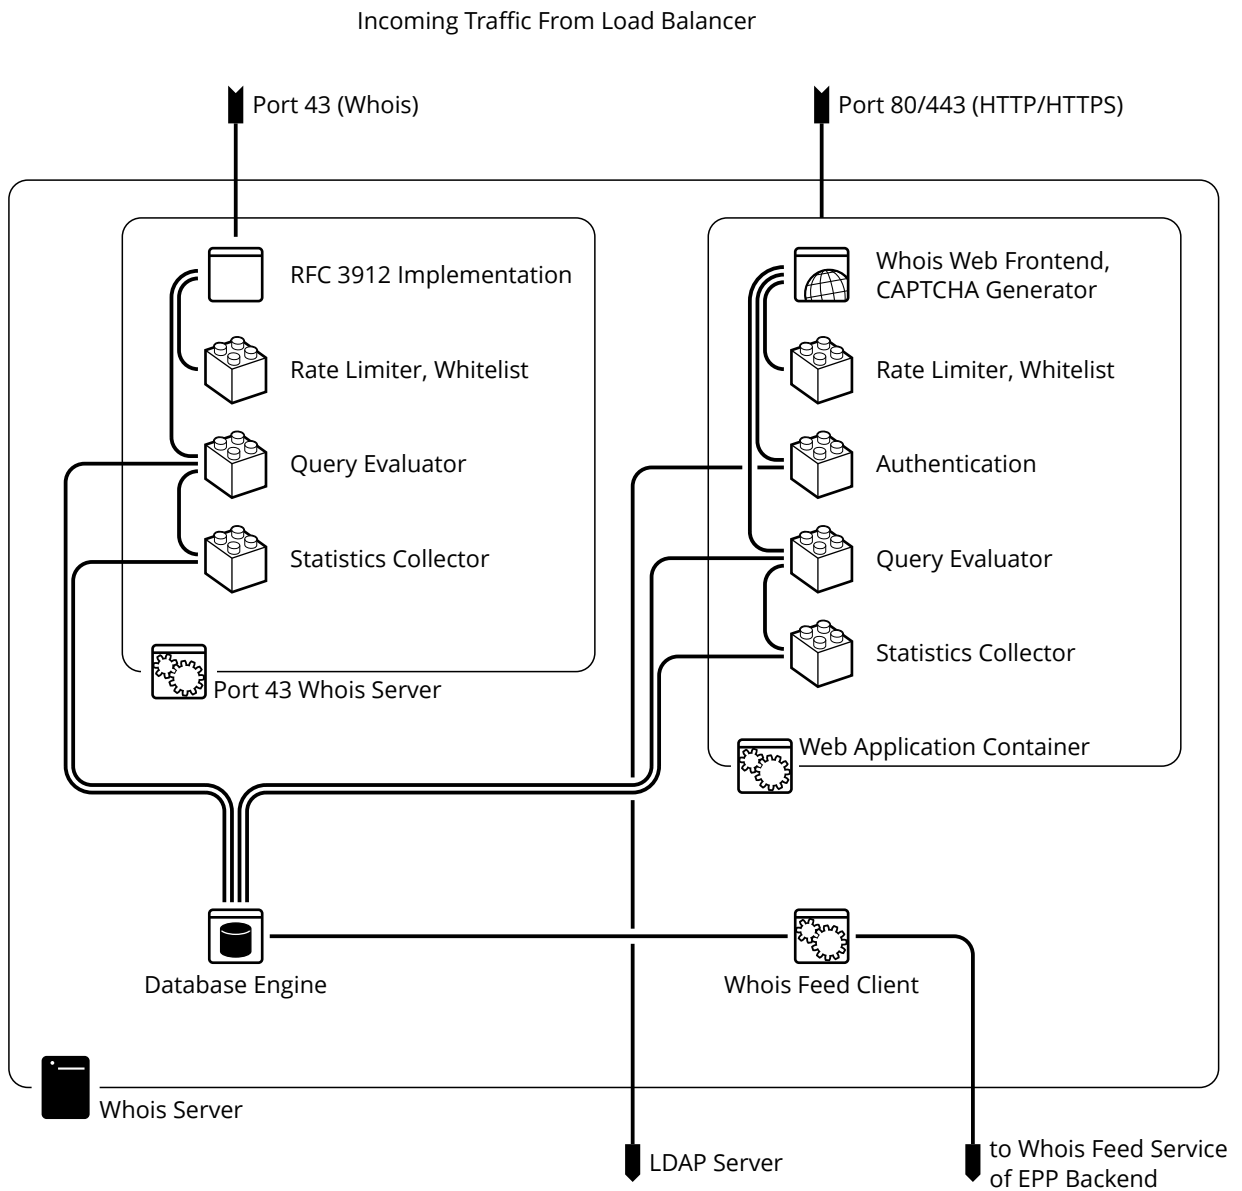 Incoming Traffic From Load Balancer
Port 43 (Whois)
Port 80/443 (HTTP/HTTPS)
RFC 3912 Implementation
Rate Limiter, Whitelist
Query Evaluator
Statistics Collector
Port 43 Whois Server
Whois Web Frontend,
CAPTCHA Generator
Rate Limiter, Whitelist
Authentication
Query Evaluator
Statistics Collector
Web Application Container
Database Engine
Whois Feed Client
Whois Server
LDAP Server
to Whois Feed Service
of EPP Backend